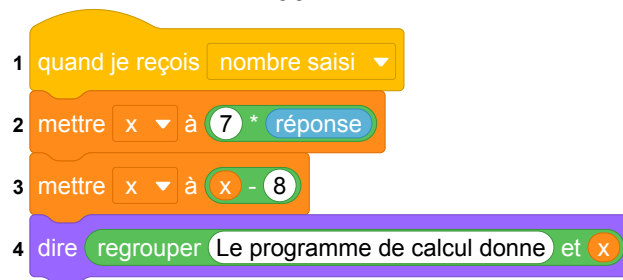 1 quand je reçois nombre saisi
2 mettre x à 7 * réponse
3 mettre x à x - 8
4 dire regrouper Le programme de calcul donne et x